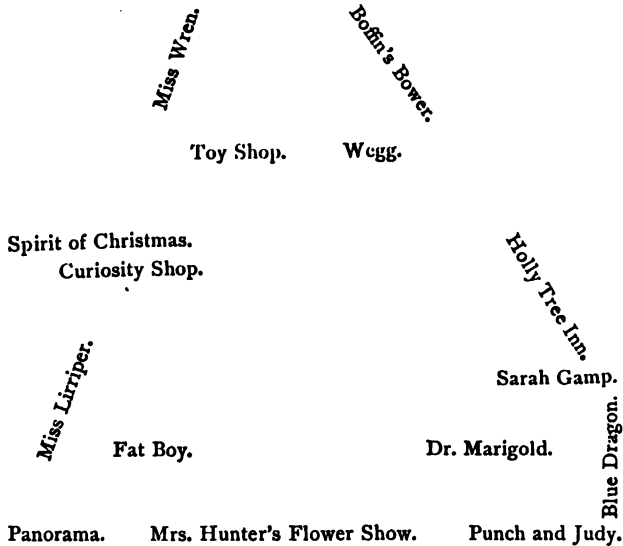 Miss Wren.
Boffin's Bower.
Toy Shop.
Wegg.
Spirit of Christmas.
Curiosity Shop.
Holly Tree Inn.
Miss Lirriper.
Sarah Gamp.
Fat Boy.
Dr. Marigold.
Blue Dragon.
Panorama.
Mrs. Hunter's Flower Show.
Punch and Judy.